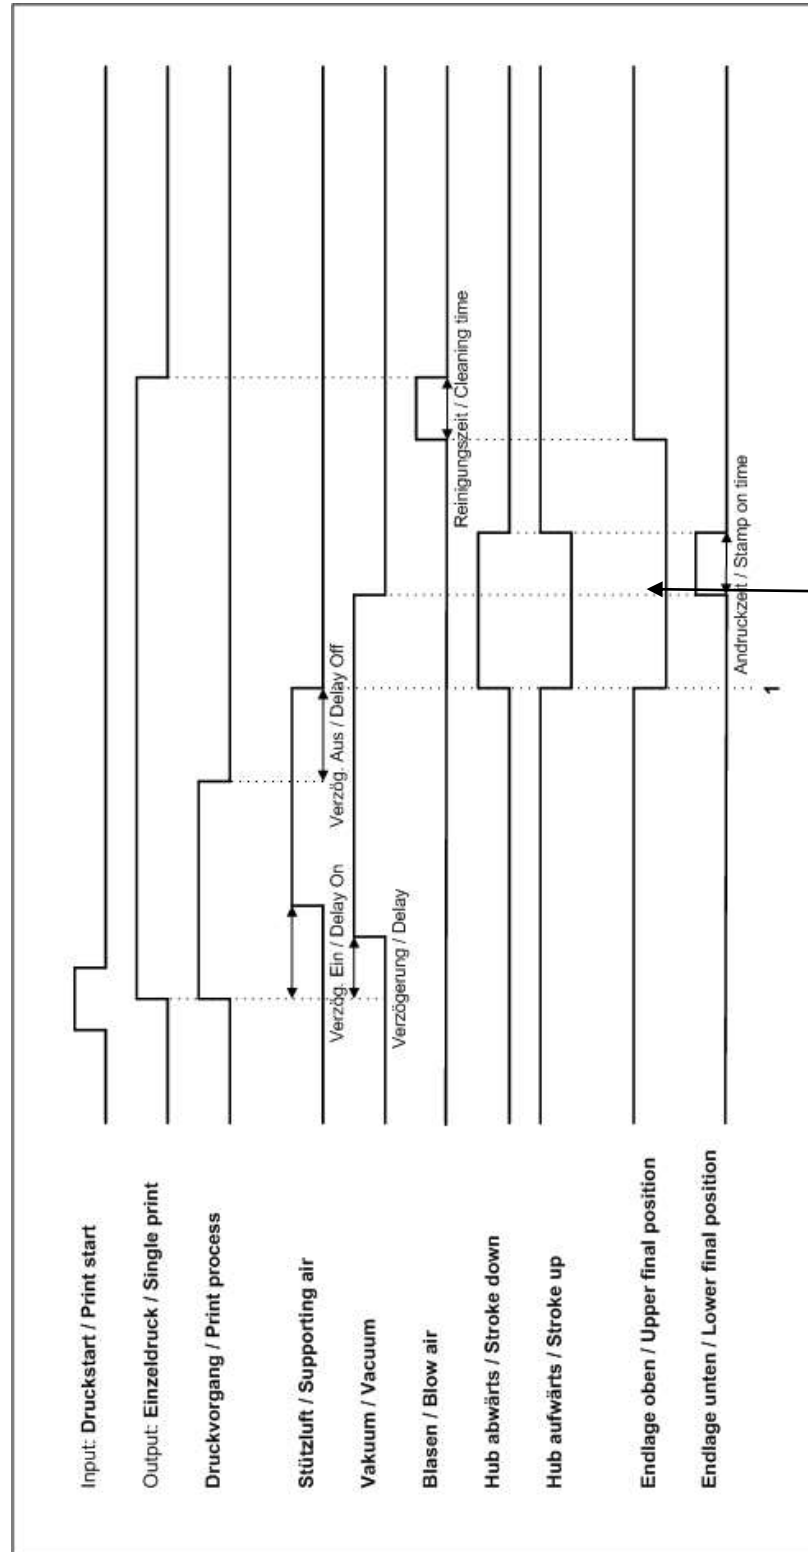 Input: Druckstart / Print start
Output: Einzeldruck / Single print
Druckvorgang / Print process
Stützluft / Supporting air
Verzög. Ein / Delay On
Verzög. Aus / Delay Off
Vakuum / Vacuum
Verzögerung / Delay
Blasen / Blow air
Reinigungszeit / Cleaning time
Hub abwärts / Stroke down
Hub aufwärts / Stroke up
Endlage oben / Upper final position
Endlage unten / Lower final position
Andruckzeit / Stamp on time
1